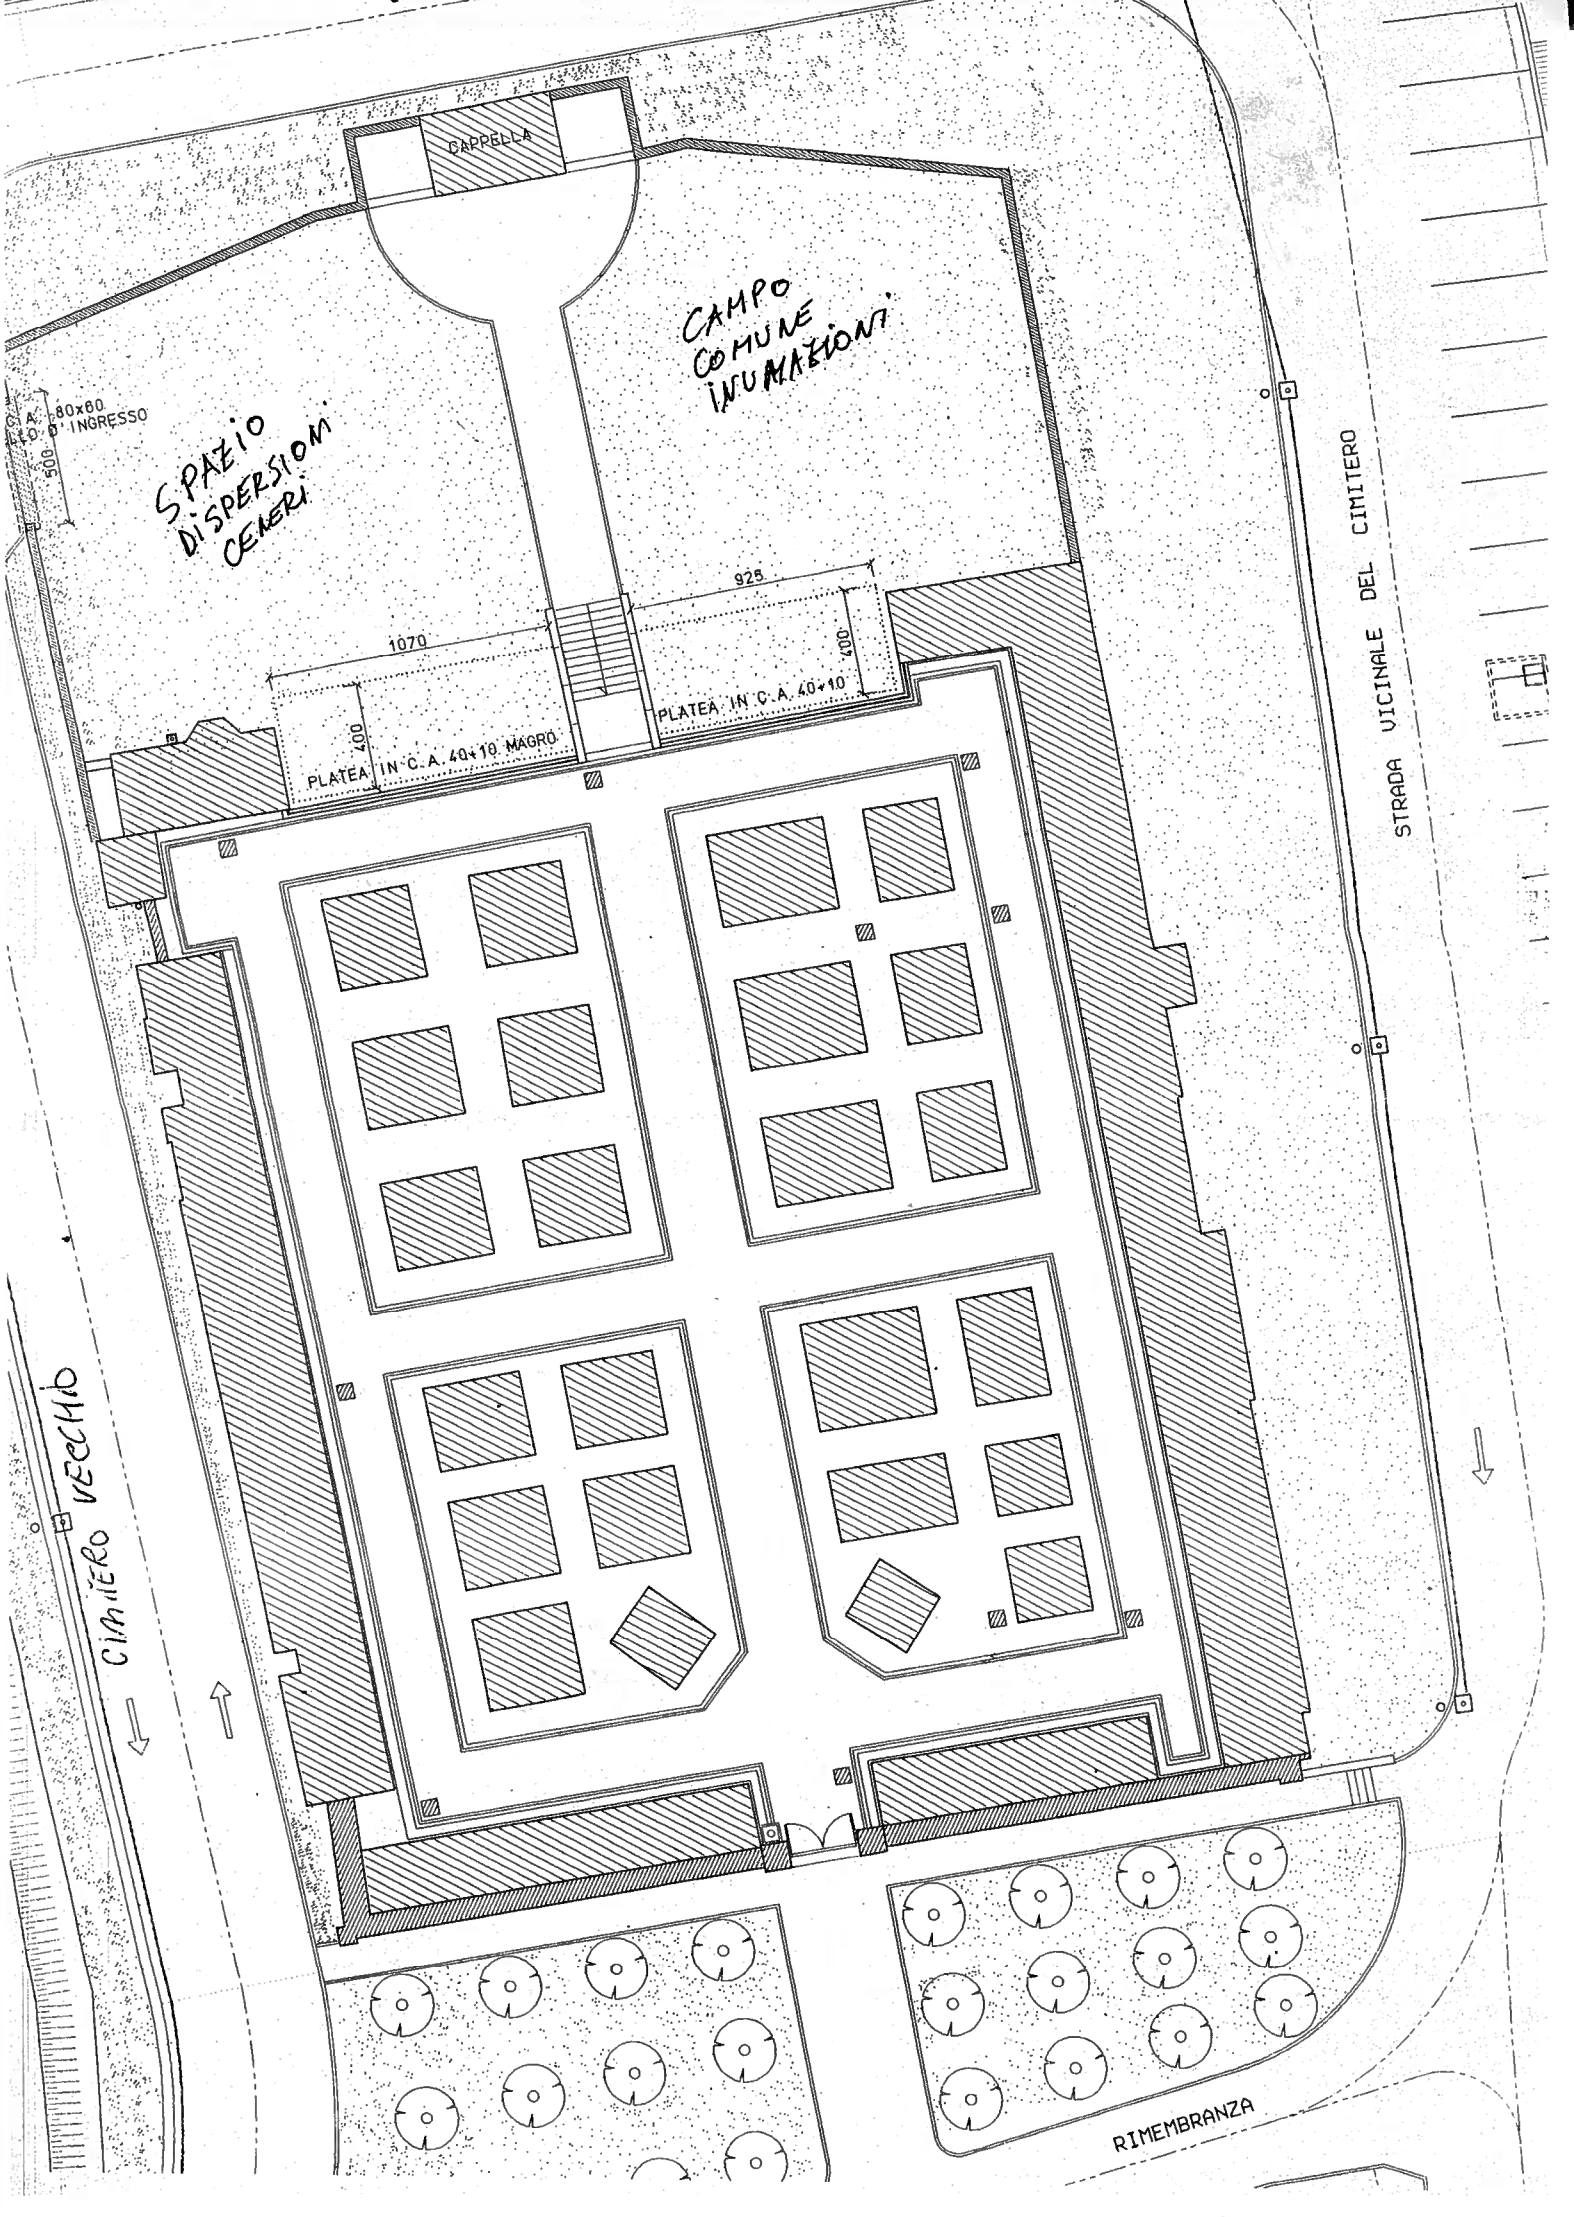 CAPPELLA
CAMPO
COMUNE
INUMAZIONI
80x60
D'INGRESSO
500
SPAZIO
DISPERSIONI
CENERI
925
1070
400
400
PLATEA IN C.A. 40+10
PLATEA IN C.A. 40+10 MAGRO
STRADA VICINALE DEL CIMITERO
CIMITERO VECCHIO
RIMEMBRANZA